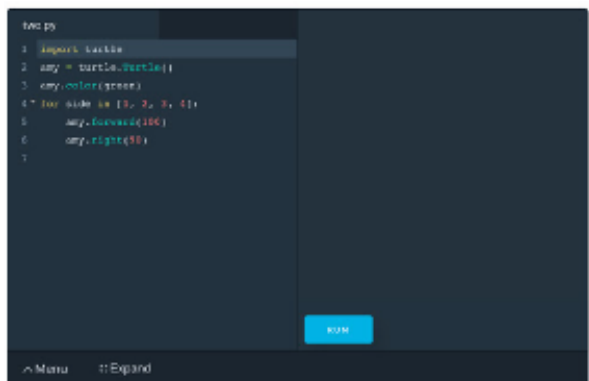 two.py
1 import turtle
2 amy = turtle.Turtle()
3 amy.color(green)
4 for side in [1, 2, 3, 4]:
5 amy.forward(100)
6 amy.right(90)
7
RUN
Menu
Expand